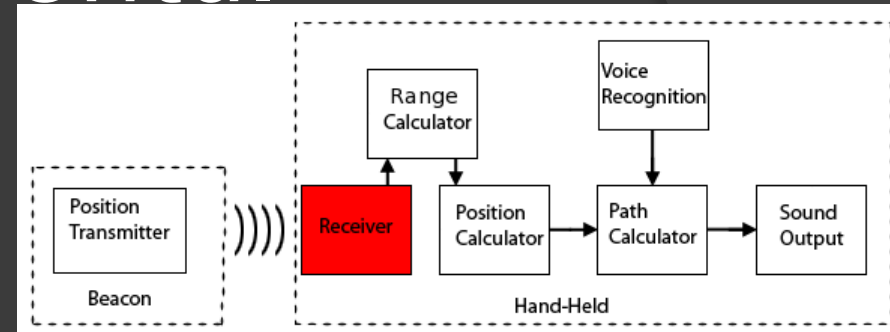 Range
Calculator
Voice
Recognition
Position
Transmitter
Receiver
Position
Calculator
Path
Calculator
Sound
Output
Beacon
Hand-Held